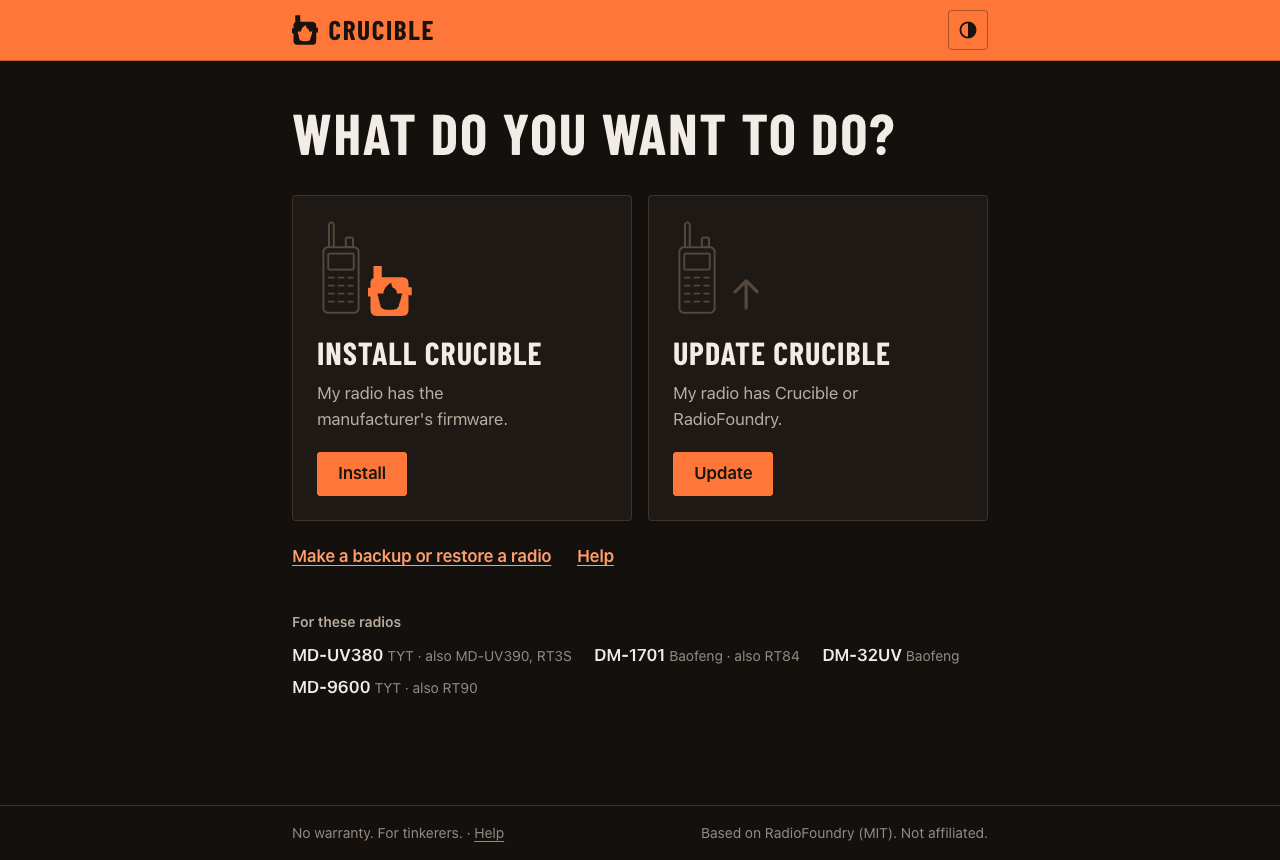 CRUCIBLE
WHAT DO YOU WANT TO DO?
INSTALL CRUCIBLE
My radio has the
manufacturer's firmware.
Install
UPDATE CRUCIBLE
My radio has Crucible or
RadioFoundry.
Update
Make a backup or restore a radio Help
For these radios
MD-UV380 TYT · also MD-UV390, RT3S DM-1701 Baofeng · also RT84 DM-32UV Baofeng
MD-9600 TYT · also RT90
No warranty. For tinkerers. · Help Based on RadioFoundry (MIT). Not affiliated.